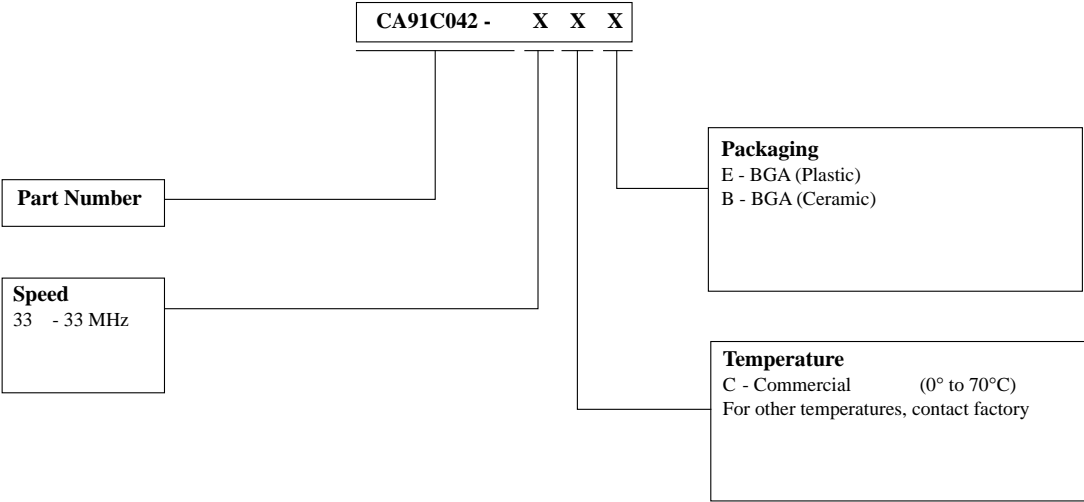 CA91C042 - X X X
Part Number
Speed
33 - 33 MHz
Packaging
E - BGA (Plastic)
B - BGA (Ceramic)
Temperature
C - Commercial (0° to 70°C)
For other temperatures, contact factory